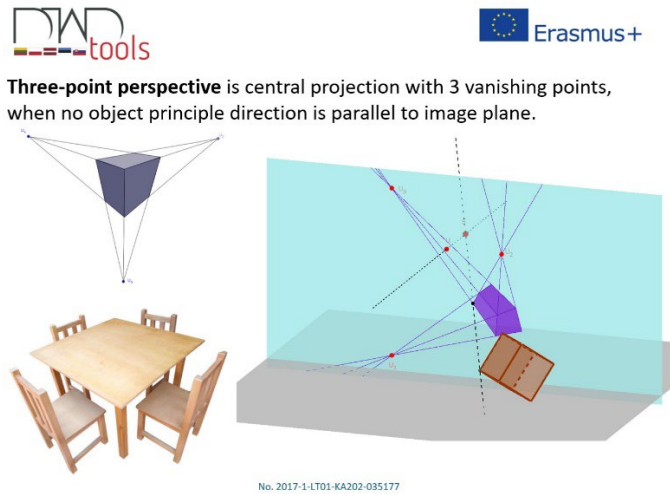 DWD
tools
Erasmus+
Three-point perspective is central projection with 3 vanishing points,
when no object principle direction is parallel to image plane.
No. 2017-1-LT01-KA202-035177